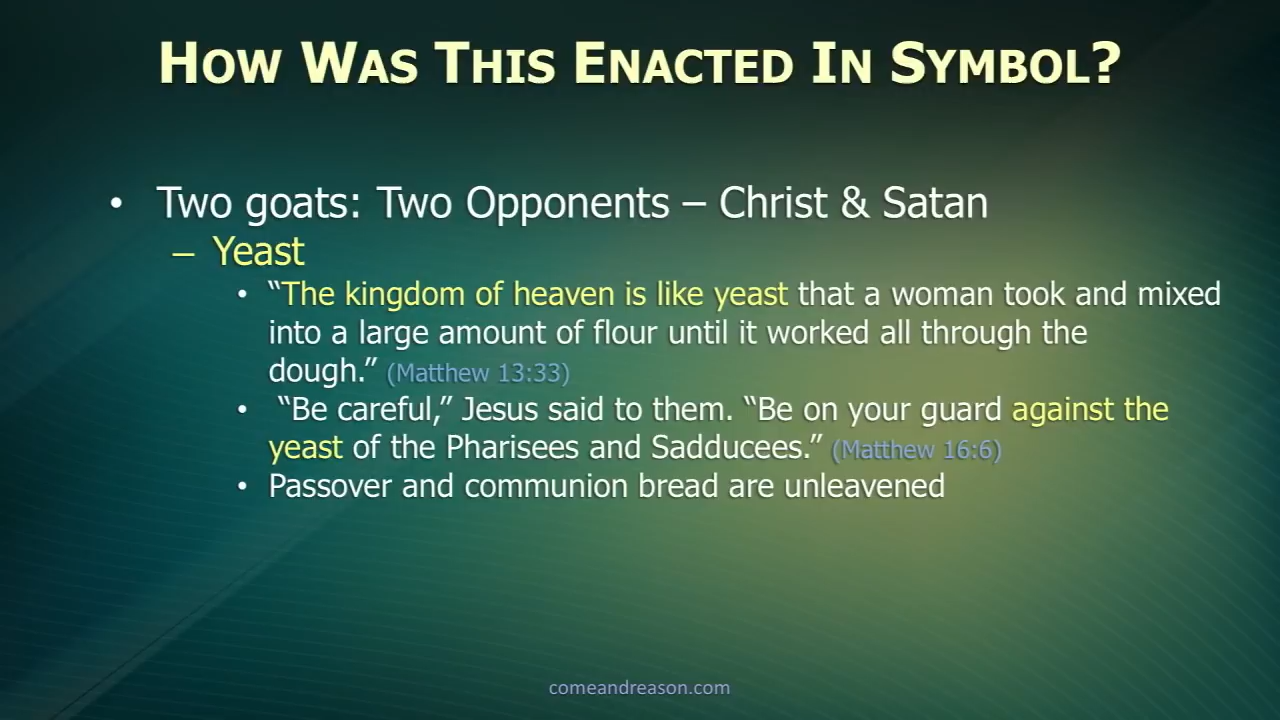 HOW WAS THIS ENACTED IN SYMBOL?
• Two goats: Two Opponents – Christ & Satan
– Yeast
• “The kingdom of heaven is like yeast that a woman took and mixed
into a large amount of flour until it worked all through the
dough.” (Matthew 13:33)
• “Be careful,” Jesus said to them. “Be on your guard against the
yeast of the Pharisees and Sadducees.” (Matthew 16:6)
• Passover and communion bread are unleavened
comeandreason.com